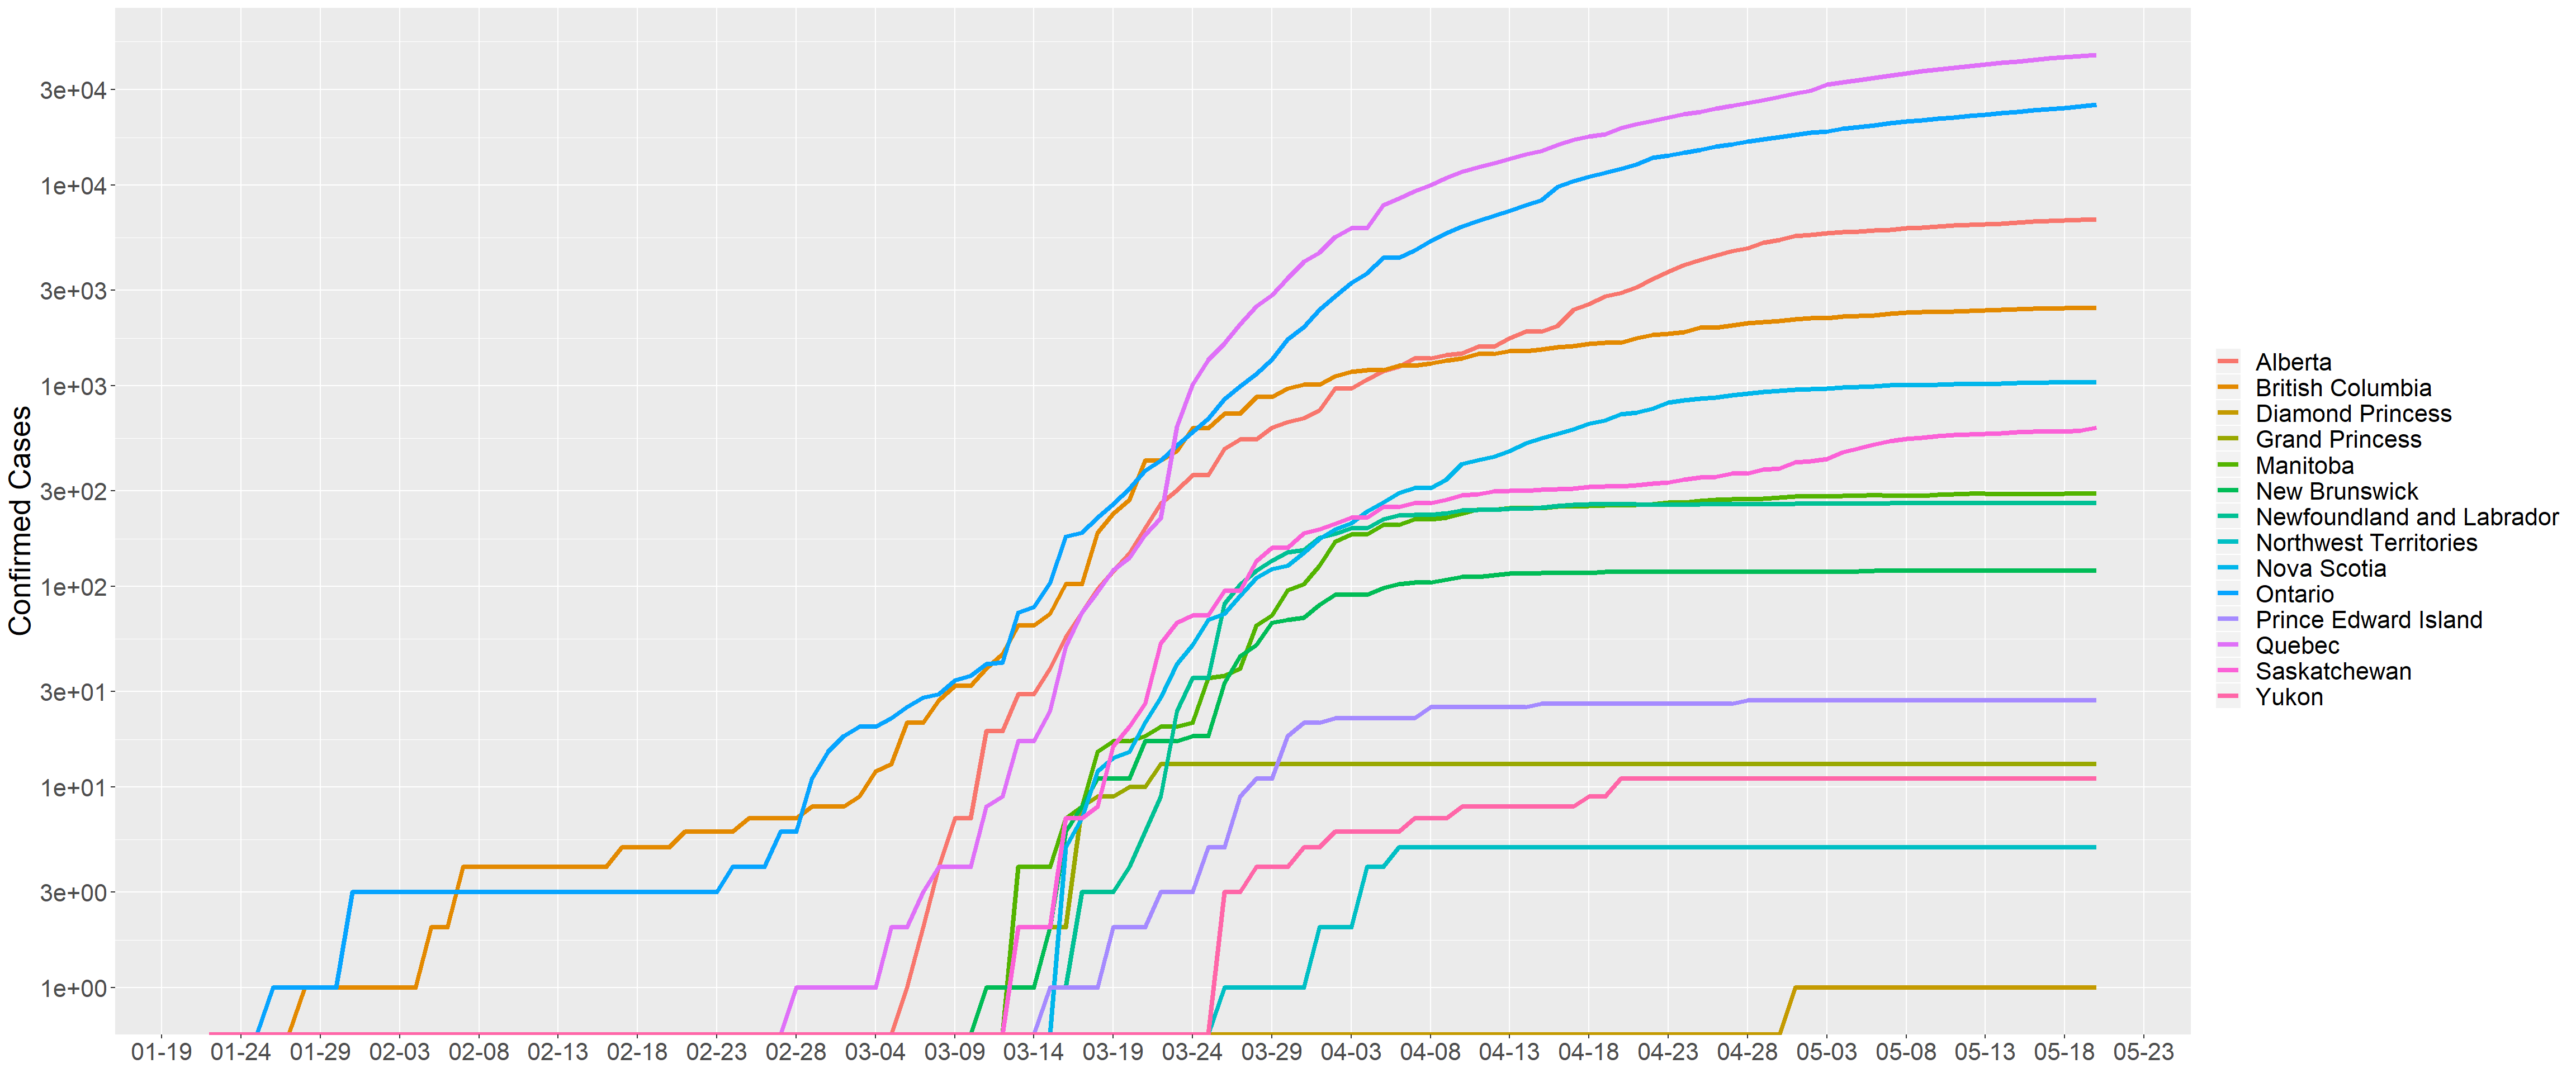 Confirmed Cases
3e+04
1e+04
3e+03
1e+03
3e+02
1e+02
3e+01
1e+01
3e+00
1e+00
01-19 01-24 01-29 02-03 02-08 02-13 02-18 02-23 02-28 03-04 03-09 03-14 03-19 03-24 03-29 04-03 04-08 04-13 04-18 04-23 04-28 05-03 05-08 05-13 05-18 05-23
Alberta
British Columbia
Diamond Princess
Grand Princess
Manitoba
New Brunswick
Newfoundland and Labrador
Northwest Territories
Nova Scotia
Ontario
Prince Edward Island
Quebec
Saskatchewan
Yukon